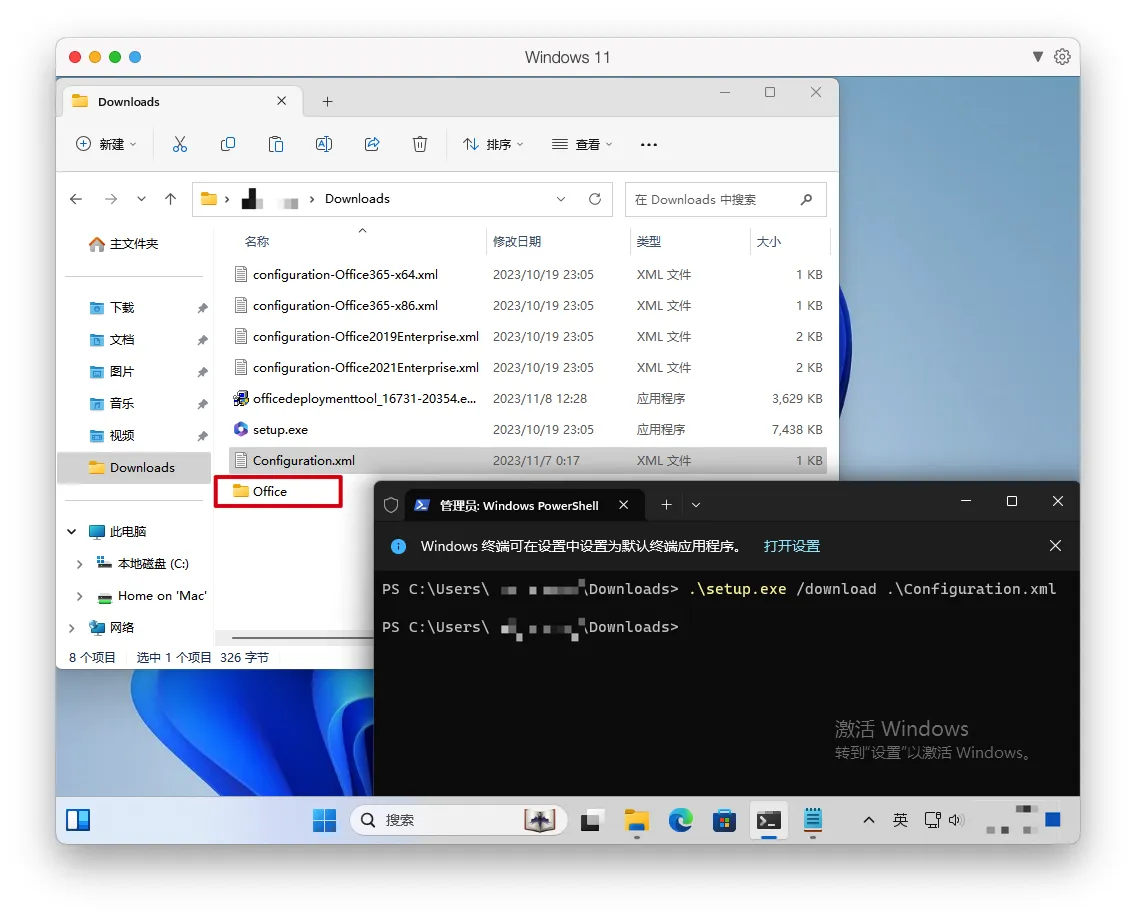 Windows 11
Downloads
新建
排序
查看
Downloads
在 Downloads 中搜索
名称 修改日期 类型 大小
主文件夹
下载
文档
图片
音乐
视频
Downloads
此电脑
本地磁盘 (C:)
Home on 'Mac'
网络
configuration-Office365-x64.xml 2023/10/19 23:05 XML 文件 1 KB
configuration-Office365-x86.xml 2023/10/19 23:05 XML 文件 1 KB
configuration-Office2019Enterprise.xml 2023/10/19 23:05 XML 文件 2 KB
configuration-Office2021Enterprise.xml 2023/10/19 23:05 XML 文件 2 KB
officedeploymenttool_16731-20354.e... 2023/11/8 12:28 应用程序 3,629 KB
setup.exe 2023/10/19 23:05 应用程序 7,438 KB
Configuration.xml 2023/11/7 0:17 XML 文件 1 KB
Office
8 个项目 选中 1 个项目 326 字节
管理员: Windows PowerShell
Windows 终端可在设置中设置为默认终端应用程序。 打开设置
PS C:\Users\ \Downloads> .\setup.exe /download .\Configuration.xml
PS C:\Users\ \Downloads>
激活 Windows
转到"设置"以激活 Windows。
搜索
英